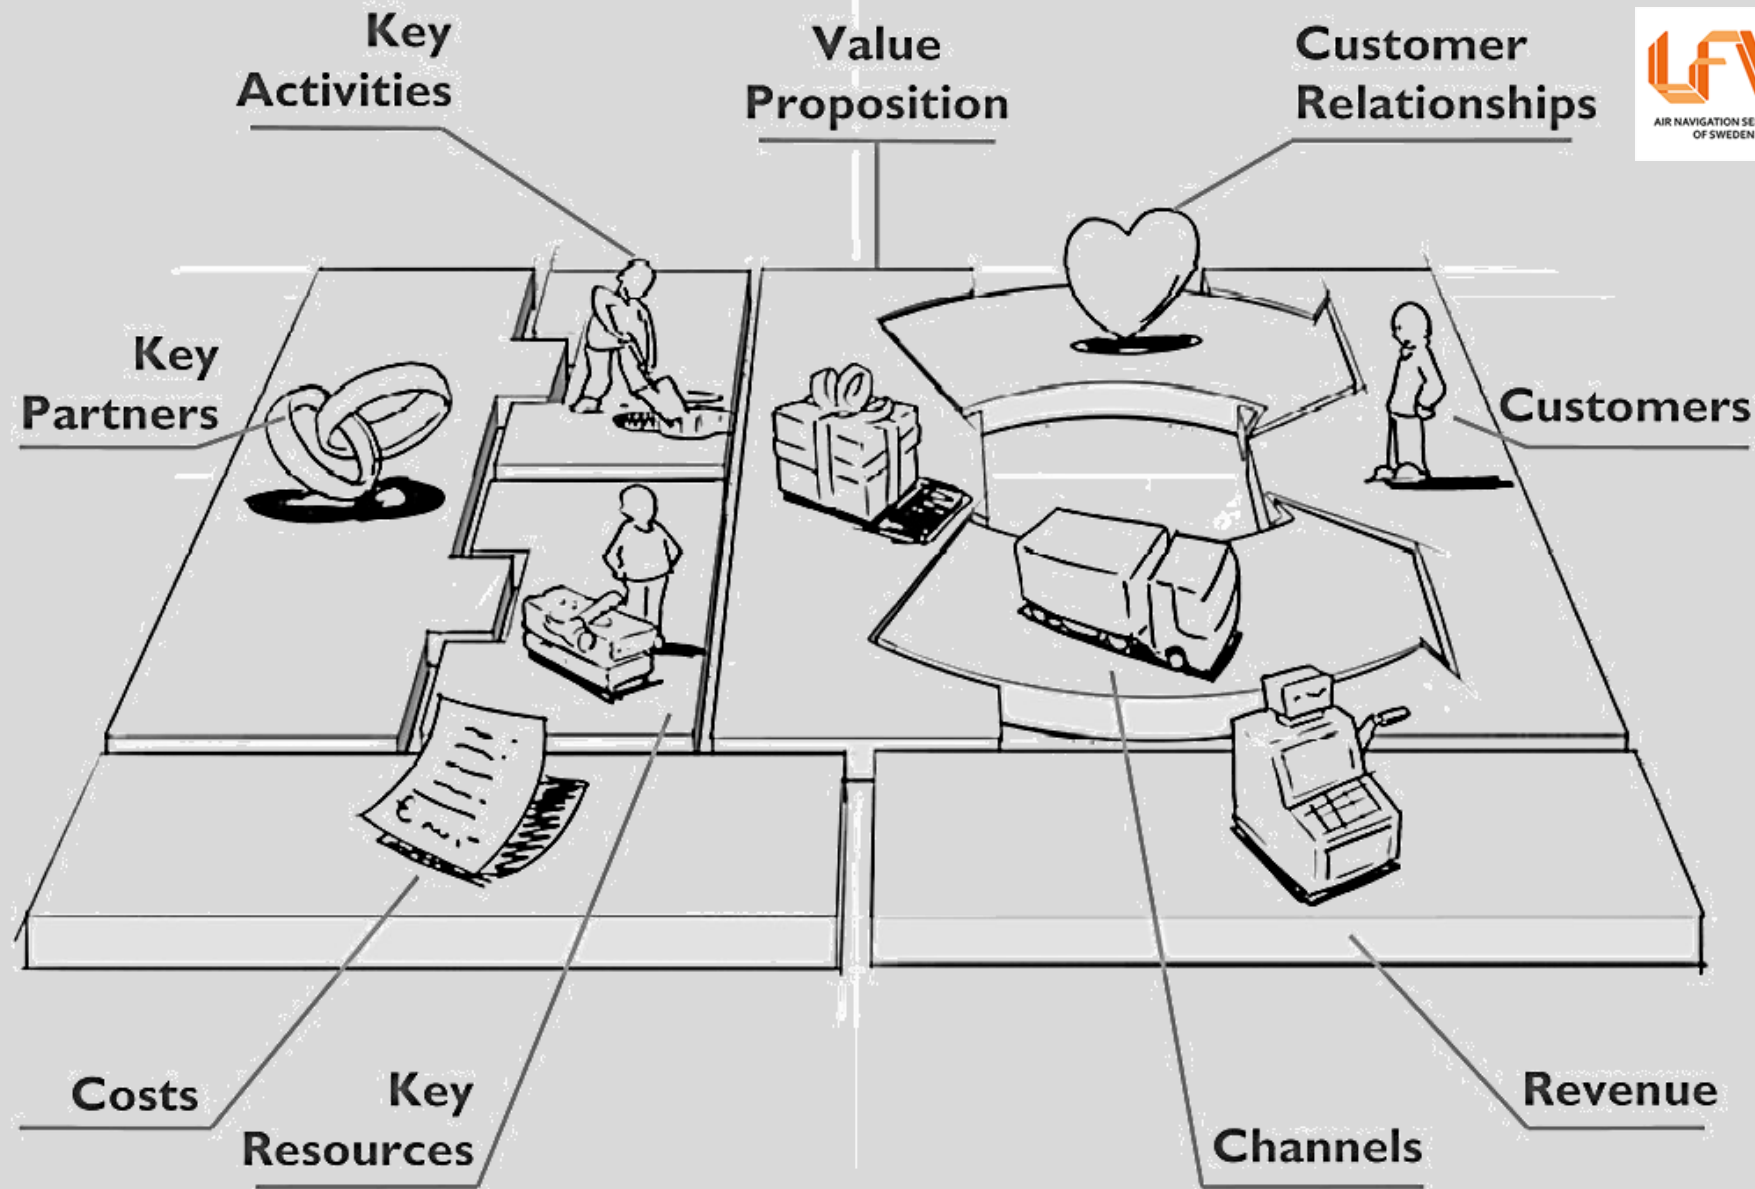 Key
Activities
Value
Proposition
Customer
Relationships
LFV
AIR NAVIGATION
OF SWEDEN
Key
Partners
Customers
€
Costs
Key
Resources
Channels
Revenue